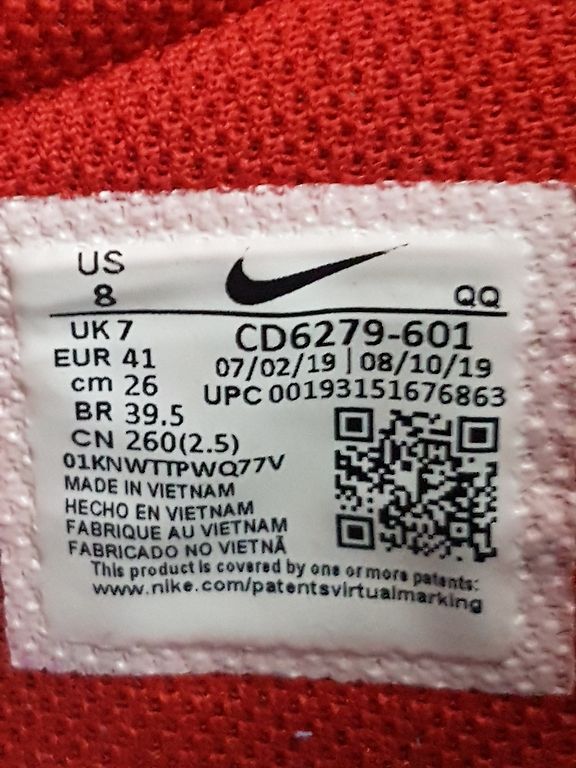 US
8
QQ
UK 7
EUR 41
cm 26
BR 39.5
CN 260(2.5)
CD6279-601
07/02/19 | 08/10/19
UPC 00193151676863
01KNWTTPWQ77V
MADE IN VIETNAM
HECHO EN VIETNAM
FABRIQUE AU VIETNAM
FABRICADO NO VIETNÃ
This product is covered by one or more patents:
www.nike.com/patentsvirtualmarking